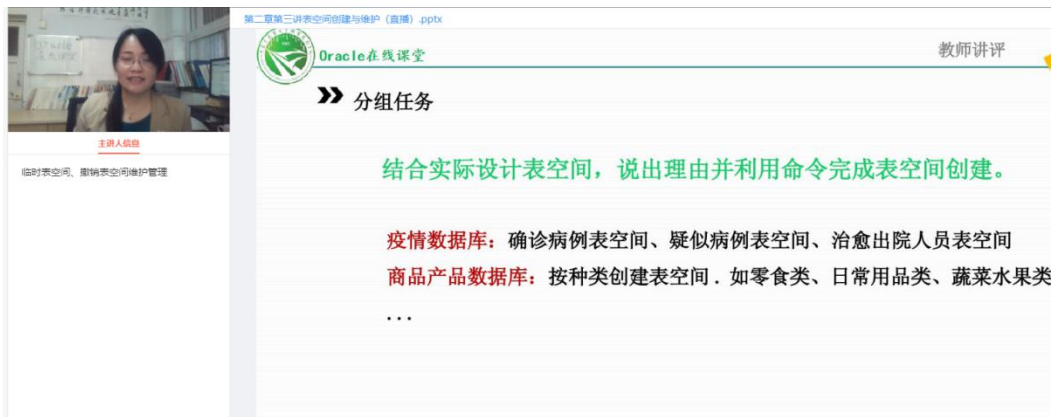 第二章第三讲表空间创建与维护（直播）.pptx
Oracle在线课堂
教师讲评
分组任务
主讲人信息
临时表空间、撤销表空间维护管理
结合实际设计表空间，说出理由并利用命令完成表空间创建。
疫情数据库：确诊病例表空间、疑似病例表空间、治愈出院人员表空间
商品产品数据库：按种类创建表空间．如零食类、日常用品类、蔬菜水果类
...